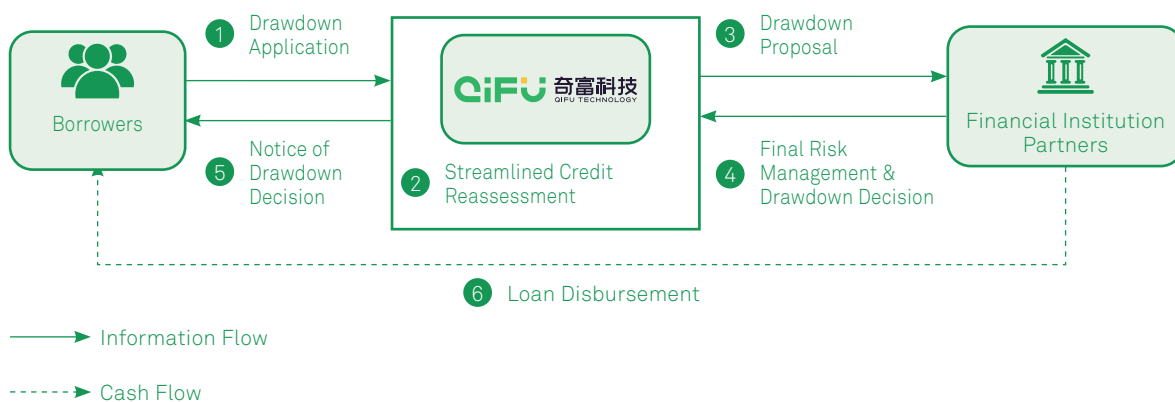 1 Drawdown
Application
3 Drawdown
Proposal
Borrowers
QiFU 奇富科技
QIFU TECHNOLOGY
Financial Institution
Partners
5 Notice of
Drawdown
Decision
2 Streamlined Credit
Reassessment
4 Final Risk
Management &
Drawdown Decision
6 Loan Disbursement
Information Flow
Cash Flow